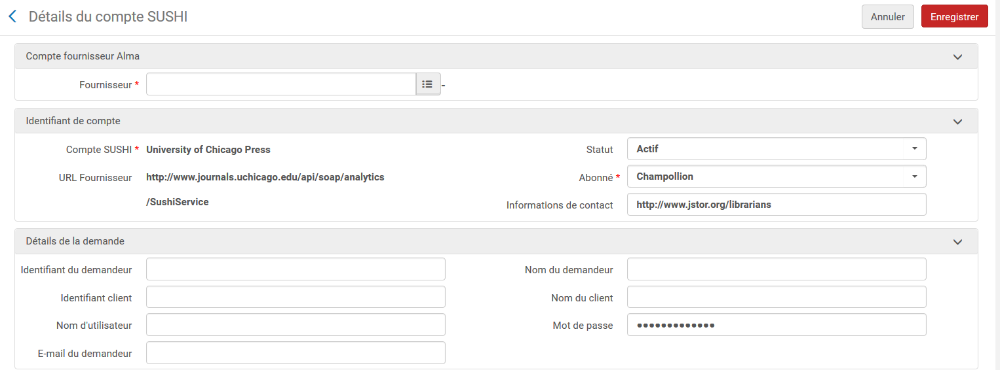 Détails du compte SUSHI
Annuler
Enregistrer
Compte fournisseur Alma
Fournisseur *
-
Identifiant de compte
Compte SUSHI * University of Chicago Press
Statut Actif
URL Fournisseur http://www.journals.uchicago.edu/api/soap/analytics
/SushiService
Abonné * Champollion
Informations de contact http://www.jstor.org/librarians
Détails de la demande
Identifiant du demandeur
Nom du demandeur
Identifiant client
Nom du client
Nom d'utilisateur
Mot de passe •••••••••••••
E-mail du demandeur